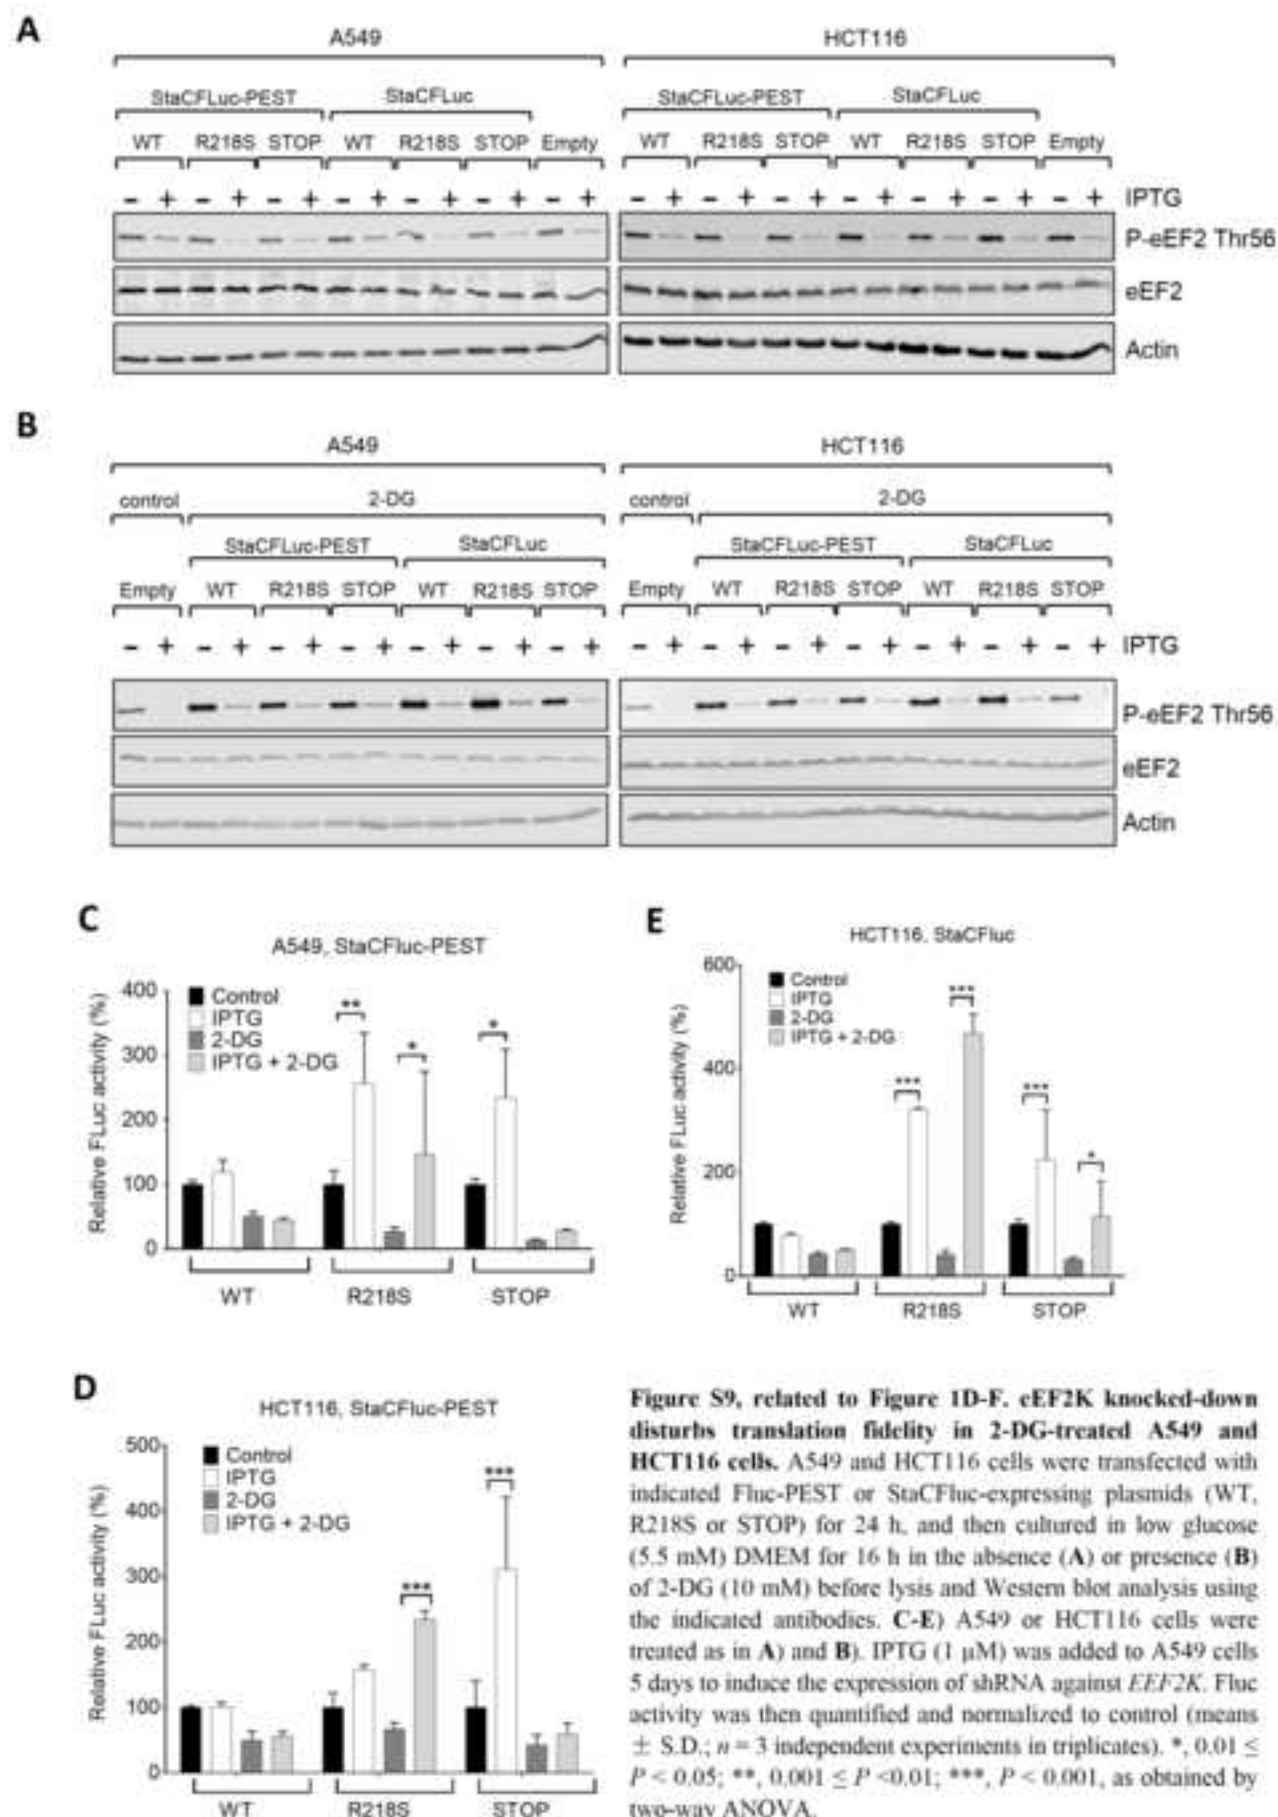 A
A549 HCT116
StaCFLuc-PEST StaCFLuc StaCFLuc-PEST StaCFLuc
WT R218S STOP WT R218S STOP Empty WT R218S STOP WT R218S STOP Empty
– + – + – + – + – + – + – + – + – + – + – + – + – + – + IPTG
P-eEF2 Thr56
eEF2
Actin
B
A549 HCT116
control 2-DG control 2-DG
StaCFLuc-PEST StaCFLuc StaCFLuc-PEST StaCFLuc
Empty WT R218S STOP WT R218S STOP Empty WT R218S STOP WT R218S STOP
– + – + – + – + – + – + – + – + – + – + – + – + – + – + IPTG
P-eEF2 Thr56
eEF2
Actin
C
A549, StaCFluc-PEST
Relative FLuc activity (%)
400
300
200
100
0
Control
IPTG
2-DG
IPTG + 2-DG
** * *
WT R218S STOP
E
HCT116, StaCFluc
Relative FLuc activity (%)
600
400
200
0
Control
IPTG
2-DG
IPTG + 2-DG
*** *** *** *
WT R218S STOP
D
HCT116, StaCFluc-PEST
Relative FLuc activity (%)
500
400
300
200
100
0
Control
IPTG
2-DG
IPTG + 2-DG
*** ***
WT R218S STOP
Figure S9, related to Figure 1D-F. eEF2K knocked-down
disturbs translation fidelity in 2-DG-treated A549 and
HCT116 cells. A549 and HCT116 cells were transfected with
indicated Fluc-PEST or StaCFluc-expressing plasmids (WT,
R218S or STOP) for 24 h, and then cultured in low glucose
(5.5 mM) DMEM for 16 h in the absence (A) or presence (B)
of 2-DG (10 mM) before lysis and Western blot analysis using
the indicated antibodies. C-E) A549 or HCT116 cells were
treated as in A) and B). IPTG (1 μM) was added to A549 cells
5 days to induce the expression of shRNA against EEF2K. Fluc
activity was then quantified and normalized to control (means
± S.D.; n = 3 independent experiments in triplicates). *, 0.01 ≤
P < 0.05; **, 0.001 ≤ P <0.01; ***, P < 0.001, as obtained by
two-way ANOVA.